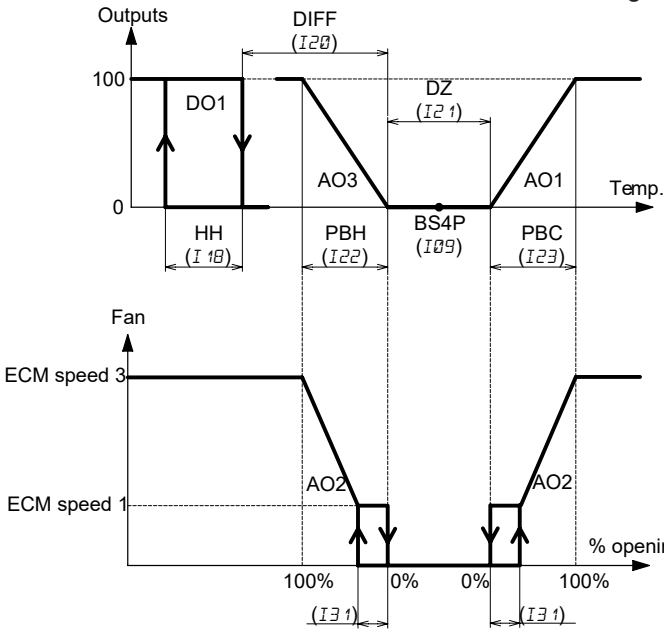 Outputs
DIFF
(I20)
100
DO1
DZ
(I21)
AO3
AO1
Temp.
0
HH
(I18)
PBH
(I22)
BS4P
(I09)
PBC
(I23)
Fan
ECM speed 3
AO2
AO2
ECM speed 1
% openin
100%
0%
0%
100%
(I31)
(I31)